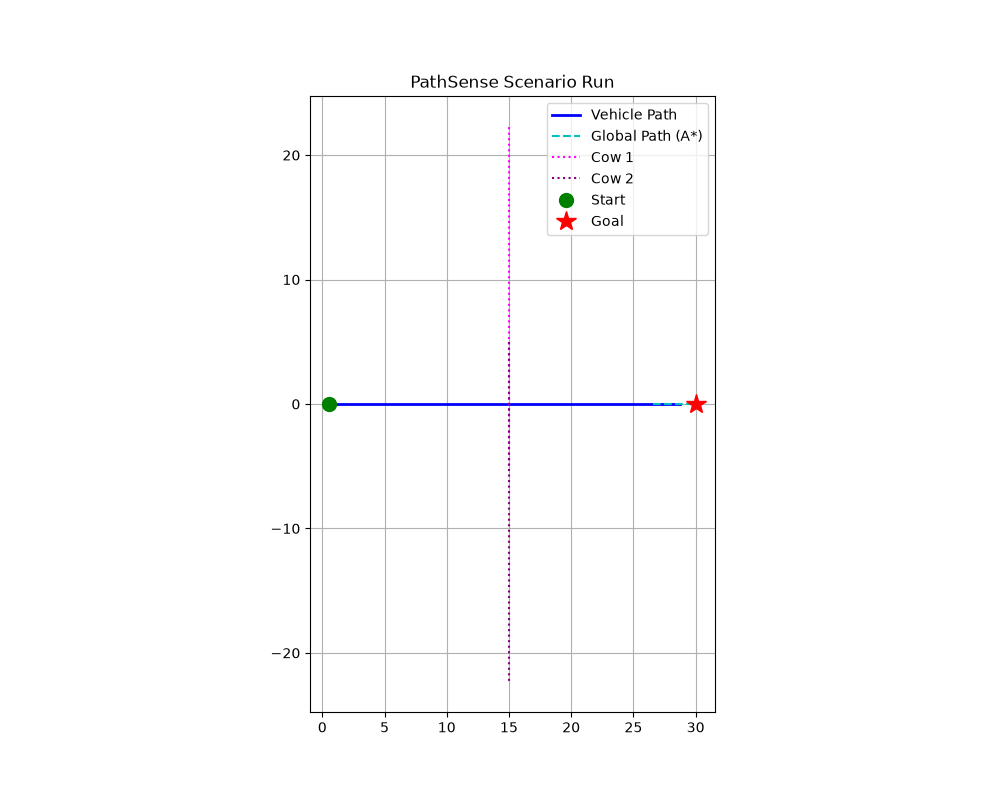 PathSense Scenario Run
Vehicle Path
Global Path (A*)
Cow 1
Cow 2
Start
Goal
20
10
0
−10
−20
0 5 10 15 20 25 30